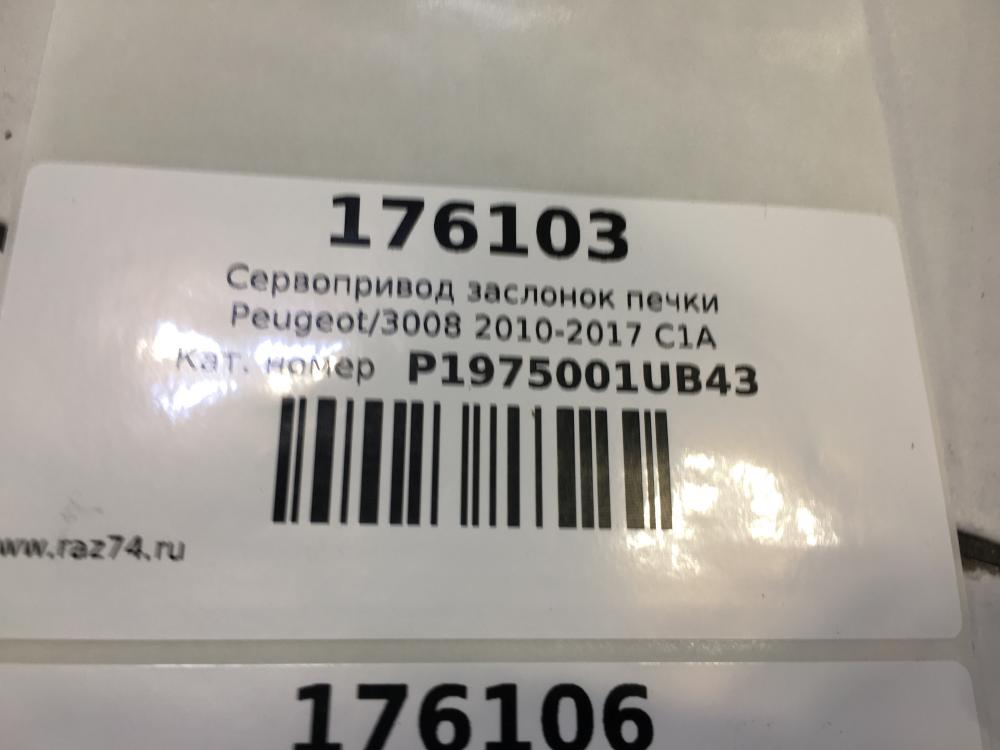 176103
Сервопривод заслонок печки
Peugeot/3008 2010-2017 C1A
Кат. номер P1975001UB43
www.raz74.ru
176106